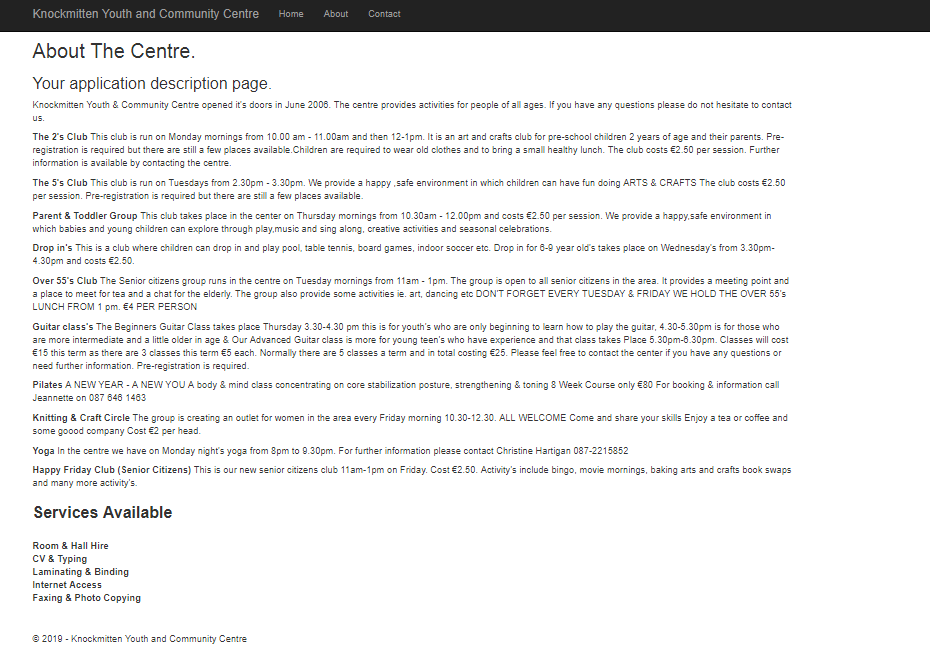 Knockmitten Youth and Community Centre Home About Contact
About The Centre.
Your application description page.
Knockmitten Youth & Community Centre opened it's doors in June 2006. The centre provides activities for people of all ages. If you have any questions please do not hesitate to contact
us.
The 2's Club This club is run on Monday mornings from 10.00 am - 11.00am and then 12-1pm. It is an art and crafts club for pre-school children 2 years of age and their parents. Pre-
registration is required but there are still a few places available.Children are required to wear old clothes and to bring a small healthy lunch. The club costs €2.50 per session. Further
information is available by contacting the centre.
The 5's Club This club is run on Tuesdays from 2.30pm - 3.30pm. We provide a happy ,safe environment in which children can have fun doing ARTS & CRAFTS The club costs €2.50
per session. Pre-registration is required but there are still a few places available.
Parent & Toddler Group This club takes place in the center on Thursday mornings from 10.30am - 12.00pm and costs €2.50 per session. We provide a happy,safe environment in
which babies and young children can explore through play,music and sing along, creative activities and seasonal celebrations.
Drop in's This is a club where children can drop in and play pool, table tennis, board games, indoor soccer etc. Drop in for 6-9 year old's takes place on Wednesday's from 3.30pm-
4.30pm and costs €2.50.
Over 55's Club The Senior citizens group runs in the centre on Tuesday mornings from 11am - 1pm. The group is open to all senior citizens in the area. It provides a meeting point and
a place to meet for tea and a chat for the elderly. The group also provide some activities ie. art, dancing etc DON'T FORGET EVERY TUESDAY & FRIDAY WE HOLD THE OVER 55's
LUNCH FROM 1 pm. €4 PER PERSON
Guitar class's The Beginners Guitar Class takes place Thursday 3.30-4.30 pm this is for youth's who are only beginning to learn how to play the guitar, 4.30-5.30pm is for those who
are more intermediate and a little older in age & Our Advanced Guitar class is more for young teen's who have experience and that class takes Place 5.30pm-6.30pm. Classes will cost
€15 this term as there are 3 classes this term €5 each. Normally there are 5 classes a term and in total costing €25. Please feel free to contact the center if you have any questions or
need further information. Pre-registration is required.
Pilates A NEW YEAR - A NEW YOU A body & mind class concentrating on core stabilization posture, strengthening & toning 8 Week Course only €80 For booking & information call
Jeannette on 087 646 1463
Knitting & Craft Circle The group is creating an outlet for women in the area every Friday morning 10.30-12.30. ALL WELCOME Come and share your skills Enjoy a tea or coffee and
some goood company Cost €2 per head.
Yoga In the centre we have on Monday night's yoga from 8pm to 9.30pm. For further information please contact Christine Hartigan 087-2215852
Happy Friday Club (Senior Citizens) This is our new senior citizens club 11am-1pm on Friday. Cost €2.50. Activity's include bingo, movie mornings, baking arts and crafts book swaps
and many more activity's.
Services Available
Room & Hall Hire
CV & Typing
Laminating & Binding
Internet Access
Faxing & Photo Copying
© 2019 - Knockmitten Youth and Community Centre